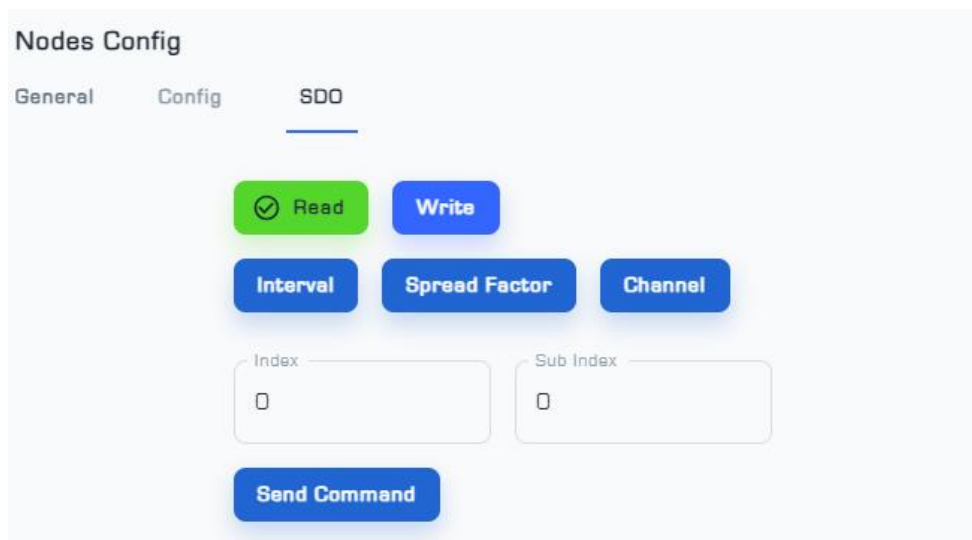 Nodes Config
General Config SDO
Read Write
Interval Spread Factor Channel
Index Sub Index
0 0
Send Command